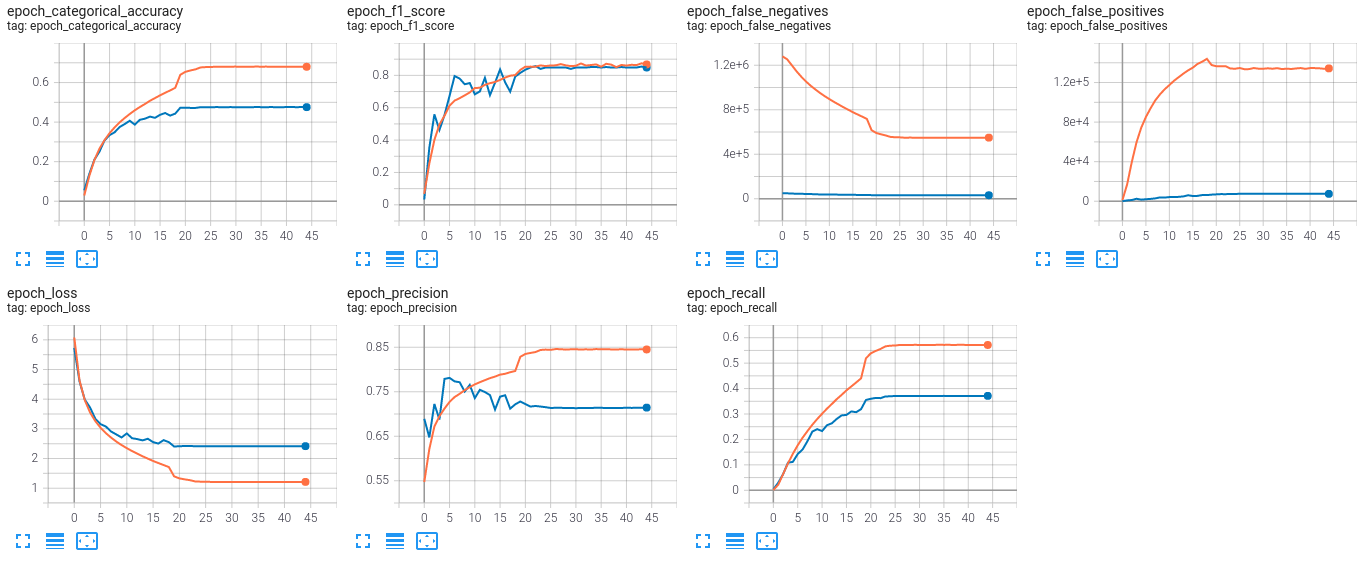 epoch_categorical_accuracy
tag: epoch_categorical_accuracy
0.6
0.4
0.2
0
0 5 10 15 20 25 30 35 40 45
epoch_f1_score
tag: epoch_f1_score
0.8
0.6
0.4
0.2
0
0 5 10 15 20 25 30 35 40 45
epoch_false_negatives
tag: epoch_false_negatives
1.2e+6
8e+5
4e+5
0
0 5 10 15 20 25 30 35 40 45
epoch_false_positives
tag: epoch_false_positives
1.2e+5
8e+4
4e+4
0
0 5 10 15 20 25 30 35 40 45
epoch_loss
tag: epoch_loss
6
5
4
3
2
1
0 5 10 15 20 25 30 35 40 45
epoch_precision
tag: epoch_precision
0.85
0.75
0.65
0.55
0 5 10 15 20 25 30 35 40 45
epoch_recall
tag: epoch_recall
0.6
0.5
0.4
0.3
0.2
0.1
0
0 5 10 15 20 25 30 35 40 45